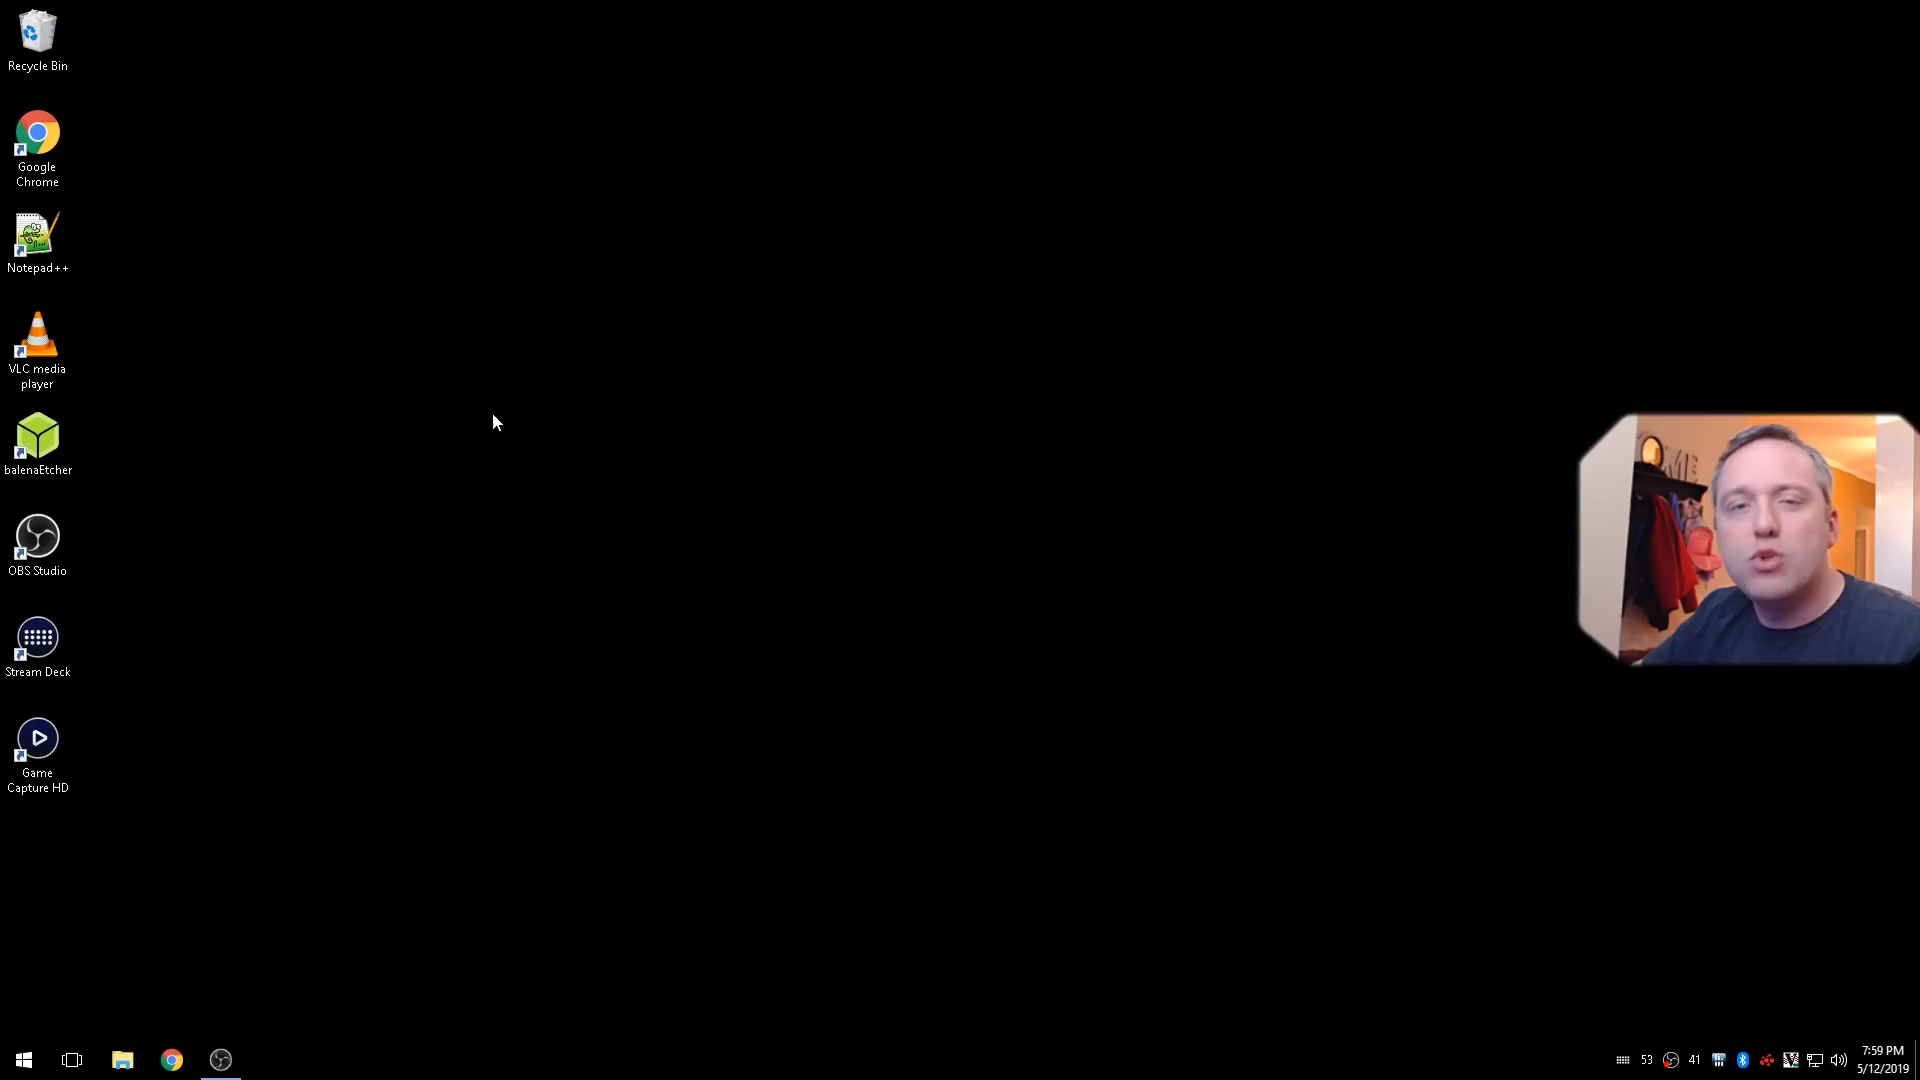 Recycle Bin
Google
Chrome
Notepad++
VLC media
player
balenaEtcher
OBS Studio
Stream Deck
Game
Capture HD
ME
53
41
7:59 PM
5/12/2019